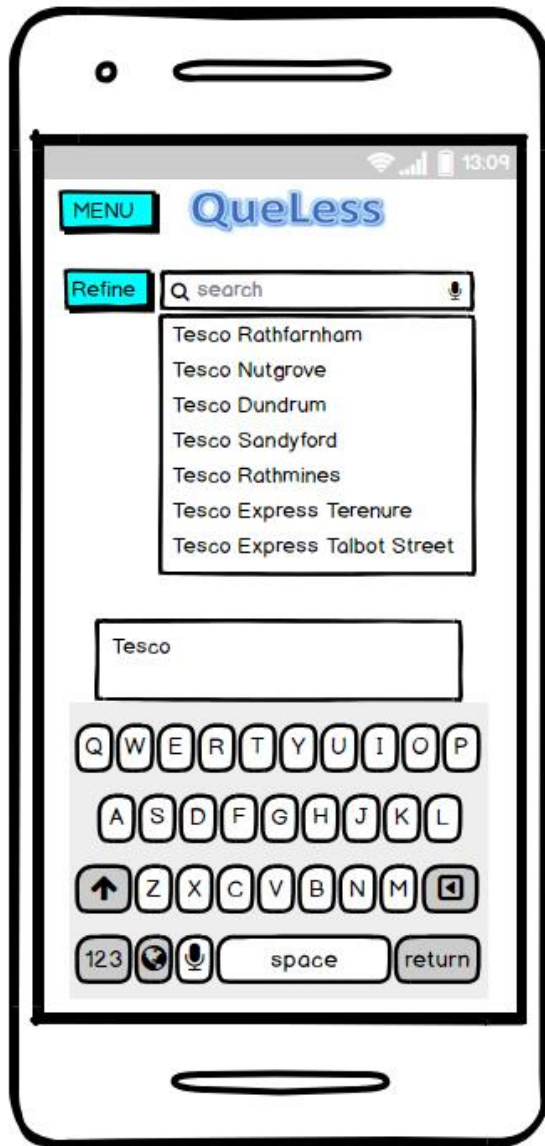 13:09
MENU QueLess
Refine search
Tesco Rathfarnham
Tesco Nutgrove
Tesco Dundrum
Tesco Sandyford
Tesco Rathmines
Tesco Express Terenure
Tesco Express Talbot Street
Tesco
Q W E R T Y U I O P
A S D F G H J K L
Z X C V B N M
123 space return